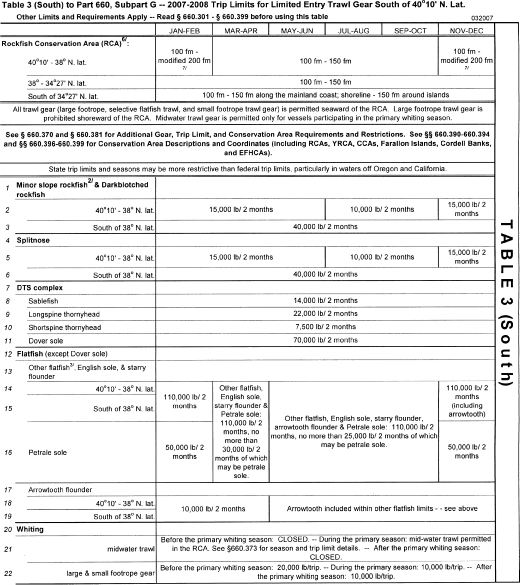 Table 3 (South) to Part 660, Subpart G -- 2007-2008 Trip Limits for Limited Entry Trawl Gear South of 40°10' N. Lat.
Other Limits and Requirements Apply -- Read § 660.301 - § 660.399 before using this table 032007
JAN-FEB MAR-APR MAY-JUN JUL-AUG SEP-OCT NOV-DEC
Rockfish Conservation Area (RCA)6/:
40°10' - 38° N. lat. 100 fm - modified 200 fm 7/ 100 fm - 150 fm 100 fm - modified 200 fm 7/
38° - 34°27' N. lat. 100 fm - 150 fm
South of 34°27' N. lat. 100 fm - 150 fm along the mainland coast; shoreline - 150 fm around islands
All trawl gear (large footrope, selective flatfish trawl, and small footrope trawl gear) is permitted seaward of the RCA. Large footrope trawl gear is
prohibited shoreward of the RCA. Midwater trawl gear is permitted only for vessels participating in the primary whiting season.
See § 660.370 and § 660.381 for Additional Gear, Trip Limit, and Conservation Area Requirements and Restrictions. See §§ 660.390-660.394
and §§ 660.396-660.399 for Conservation Area Descriptions and Coordinates (including RCAs, YRCA, CCAs, Farallon Islands, Cordell Banks,
and EFHCAs).
State trip limits and seasons may be more restrictive than federal trip limits, particularly in waters off Oregon and California.
1 Minor slope rockfish2/ & Darkblotched
rockfish
2 40°10' - 38° N. lat. 15,000 lb/ 2 months 10,000 lb/ 2 months 15,000 lb/ 2 months
3 South of 38° N. lat. 40,000 lb/ 2 months
4 Splitnose
5 40°10' - 38° N. lat. 15,000 lb/ 2 months 10,000 lb/ 2 months 15,000 lb/ 2 months
6 South of 38° N. lat. 40,000 lb/ 2 months
7 DTS complex
8 Sablefish 14,000 lb/ 2 months
9 Longspine thornyhead 22,000 lb/ 2 months
10 Shortspine thornyhead 7,500 lb/ 2 months
11 Dover sole 70,000 lb/ 2 months
12 Flatfish (except Dover sole)
13 Other flatfish3/, English sole, & starry
flounder
14 40°10' - 38° N. lat.
15 South of 38° N. lat.
110,000 lb/ 2
months
Other flatfish,
English sole,
starry flounder &
Petrale sole:
110,000 lb/ 2
months, no
more than
30,000 lb/ 2
months of which
may be petrale
sole.
Other flatfish, English sole, starry flounder,
arrowtooth flounder & Petrale sole: 110,000 lb/ 2
months, no more than 25,000 lb/ 2 months of which
may be petrale sole.
110,000 lb/ 2
months
(including
arrowtooth)
16 Petrale sole 50,000 lb/ 2 months 50,000 lb/ 2 months
17 Arrowtooth flounder
18 40°10' - 38° N. lat.
19 South of 38° N. lat.
10,000 lb/ 2 months Arrowtooth included within other flatfish limits - - see above
20 Whiting
21 midwater trawl
Before the primary whiting season: CLOSED. -- During the primary season: mid-water trawl permitted
in the RCA. See §660.373 for season and trip limit details. -- After the primary whiting season:
CLOSED.
22 large & small footrope gear
Before the primary whiting season: 20,000 lb/trip. -- During the primary season: 10,000 lb/trip. -- After
the primary whiting season: 10,000 lb/trip.
TABLE 3 (South)